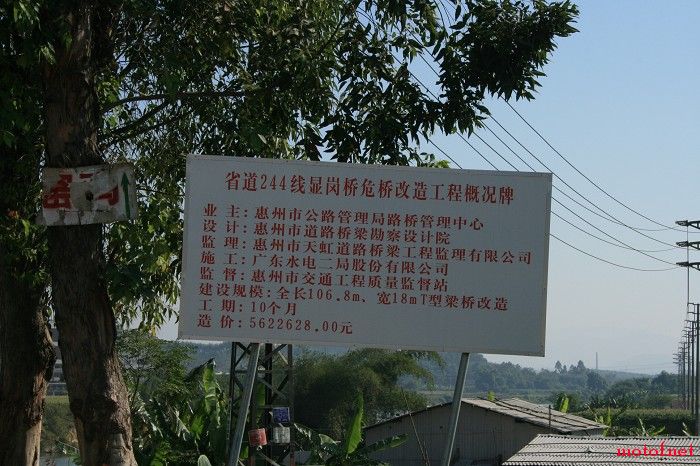 省道244线显岗桥危桥改造工程概况牌
业主:惠州市公路管理局路桥管理中心
设计:惠州市道路桥梁勘察设计院
监理:惠州市天虹道路桥梁工程监理有限公司
施工:广东水电二局股份有限公司
监督:惠州市交通工程质量监督站
建设规模:全长106.8m、宽18mT型梁桥改造
工期:10个月
造价:5622628.00元
motofunet